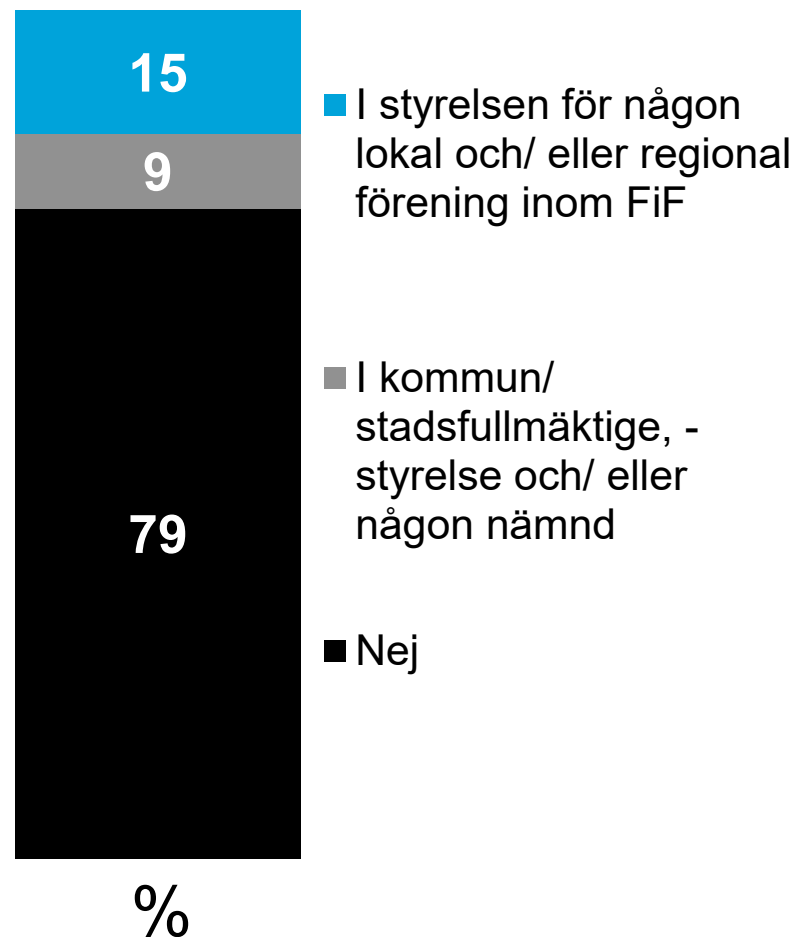 15
9
79
%
I styrelsen för någon
lokal och/ eller regional
förening inom FiF
I kommun/
stadsfullmäktige, -
styrelse och/ eller
någon nämnd
Nej